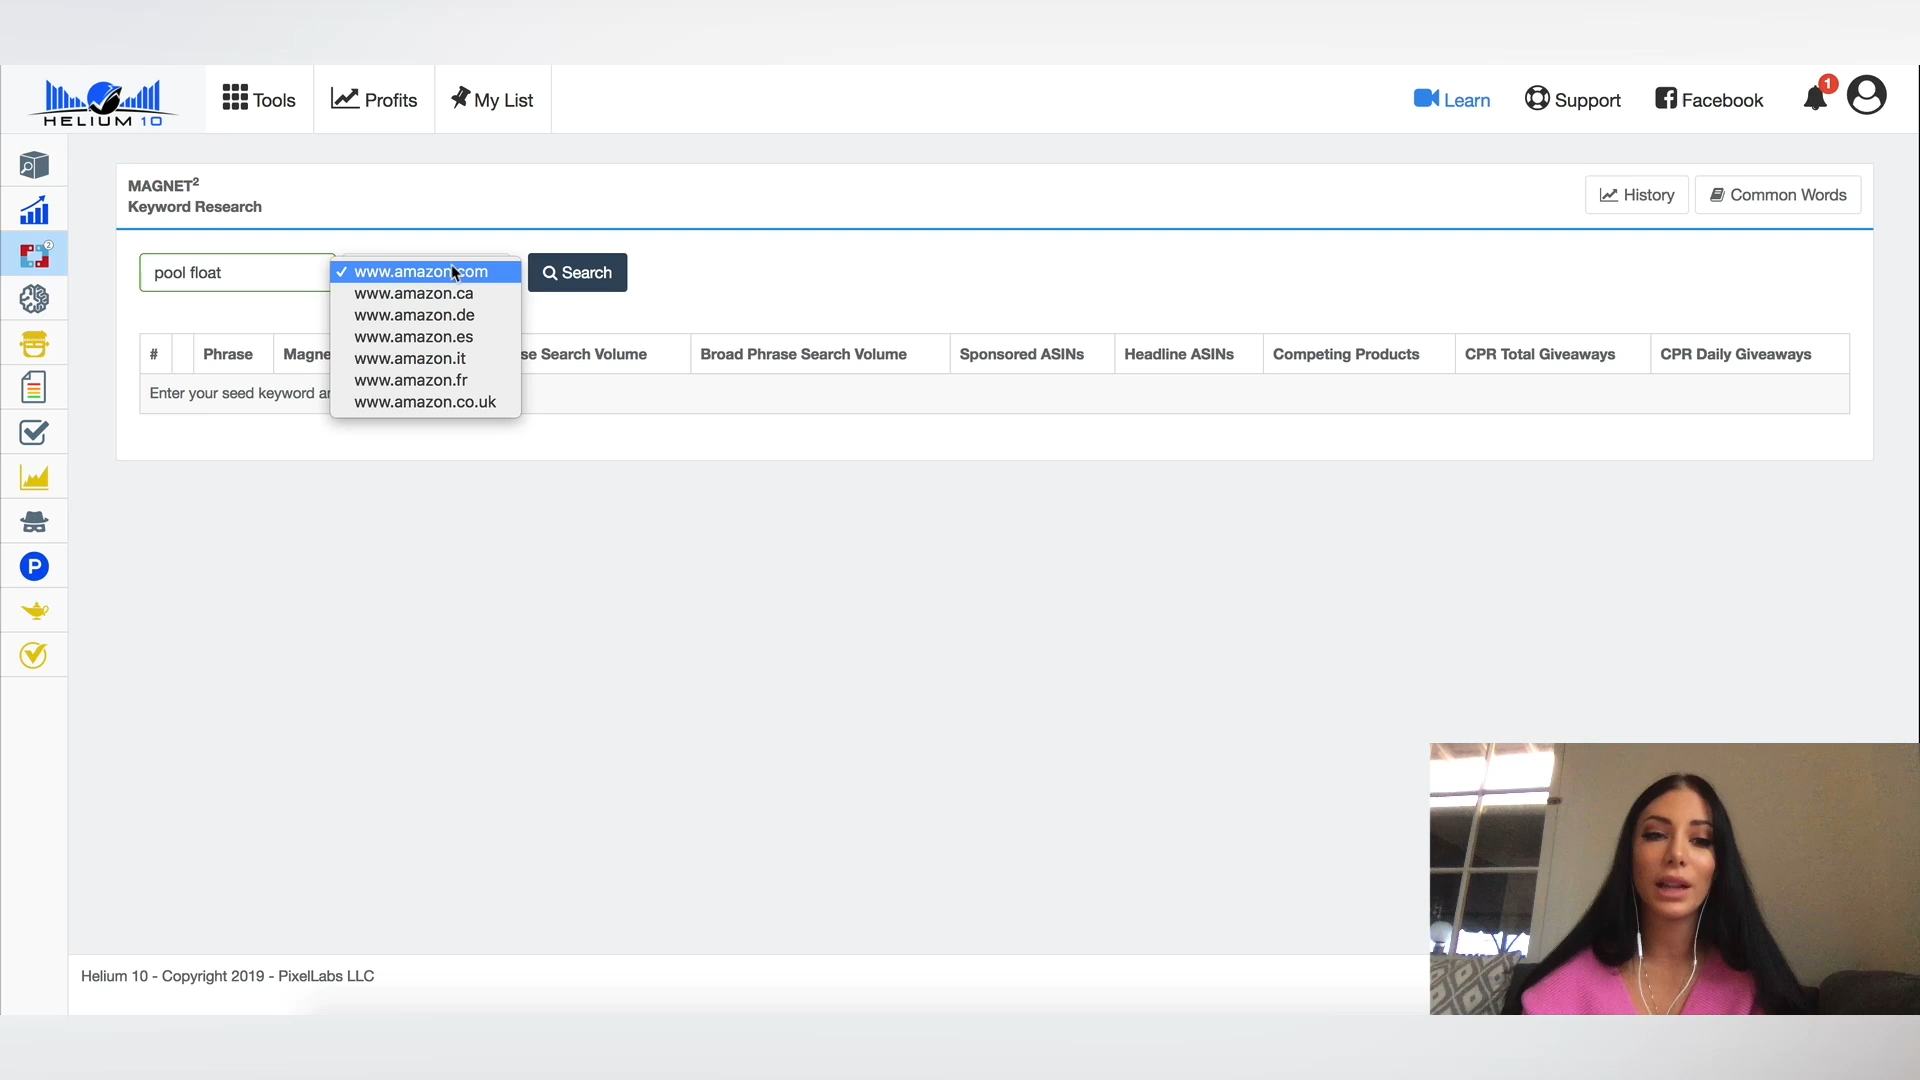 HELIUM 10
Tools
Profits
My List
Learn
Support
Facebook
1
MAGNET2
Keyword Research
History
Common Words
2
pool float
www.amazon.com
Search
www.amazon.ca
www.amazon.de
www.amazon.es
www.amazon.it
www.amazon.fr
www.amazon.co.uk
# Phrase Magne se Search Volume Broad Phrase Search Volume Sponsored ASINs Headline ASINs Competing Products CPR Total Giveaways CPR Daily Giveaways
Enter your seed keyword ar
P
Helium 10 - Copyright 2019 - PixelLabs LLC